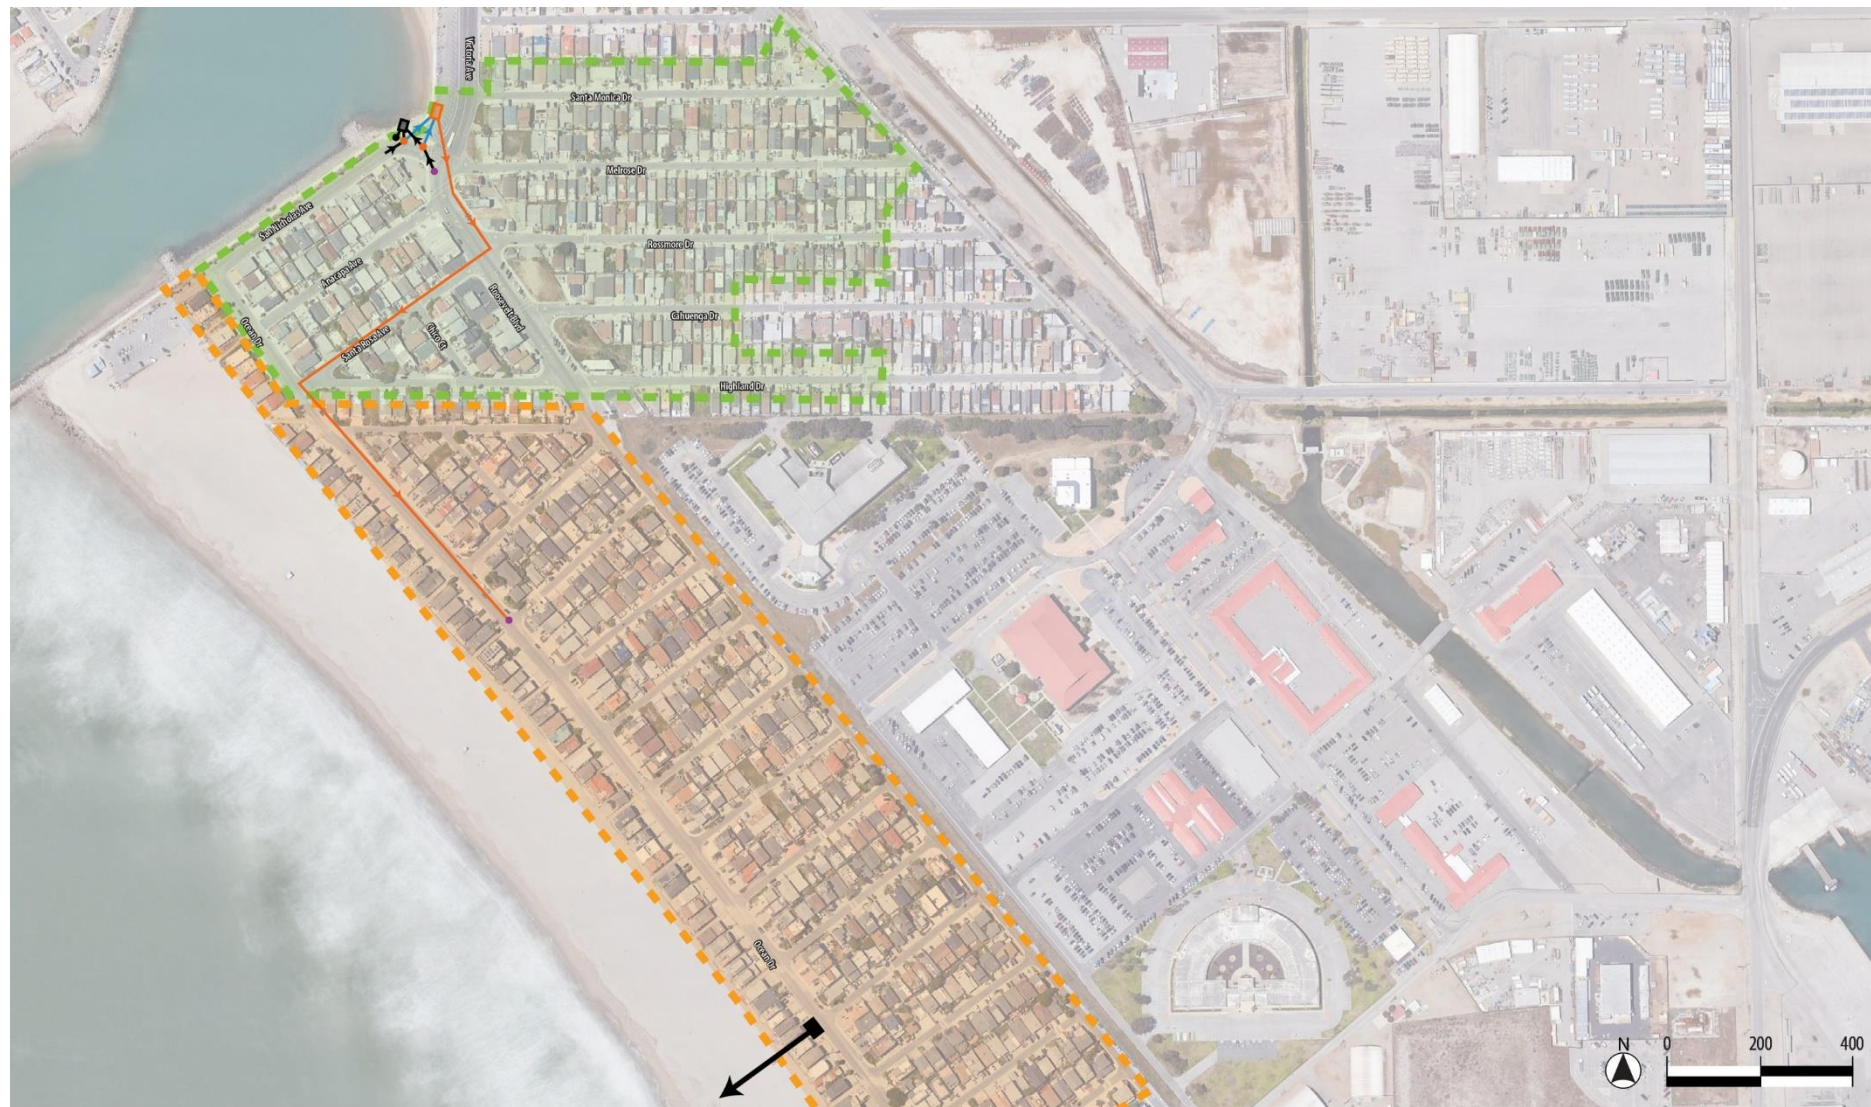 Victoria Ave
Santa Monica Dr
Melrose Dr
San Nicholas Ave
Rossmore Dr
Anacapa Ave
Roosevelt Blvd
Cahuenga Dr
Ocean Dr
Chico Cr
Santa Rosa Ave
Highland Dr
Ocean Dr
N
0 200 400